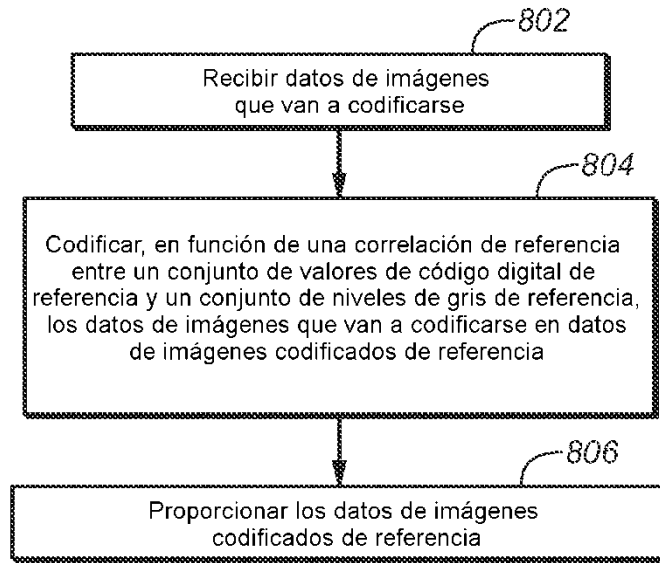 802
Recibir datos de imágenes
que van a codificarse
804
Codificar, en función de una correlación de referencia
entre un conjunto de valores de código digital de
referencia y un conjunto de niveles de gris de referencia,
los datos de imágenes que van a codificarse en datos
de imágenes codificados de referencia
806
Proporcionar los datos de imágenes
codificados de referencia